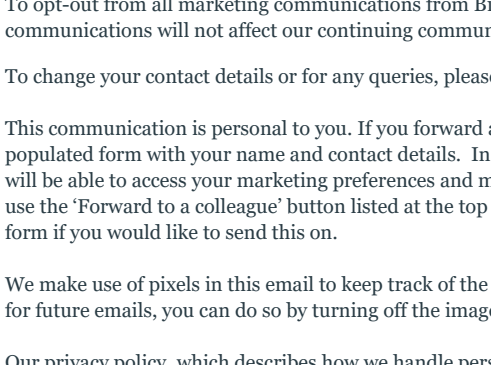 To opt-out from all marketing communications from
communications will not affect our continuing
To change your contact details or for any queries,
This communication is personal to you. If you forward
populated form with your name and contact details. In
will be able to access your marketing preferences and
use the ‘Forward to a colleague’ button listed at the top
form if you would like to send this on.
We make use of pixels in this email to keep track of the
for future emails, you can do so by turning off the
Our privacy policy, which describes how we handle